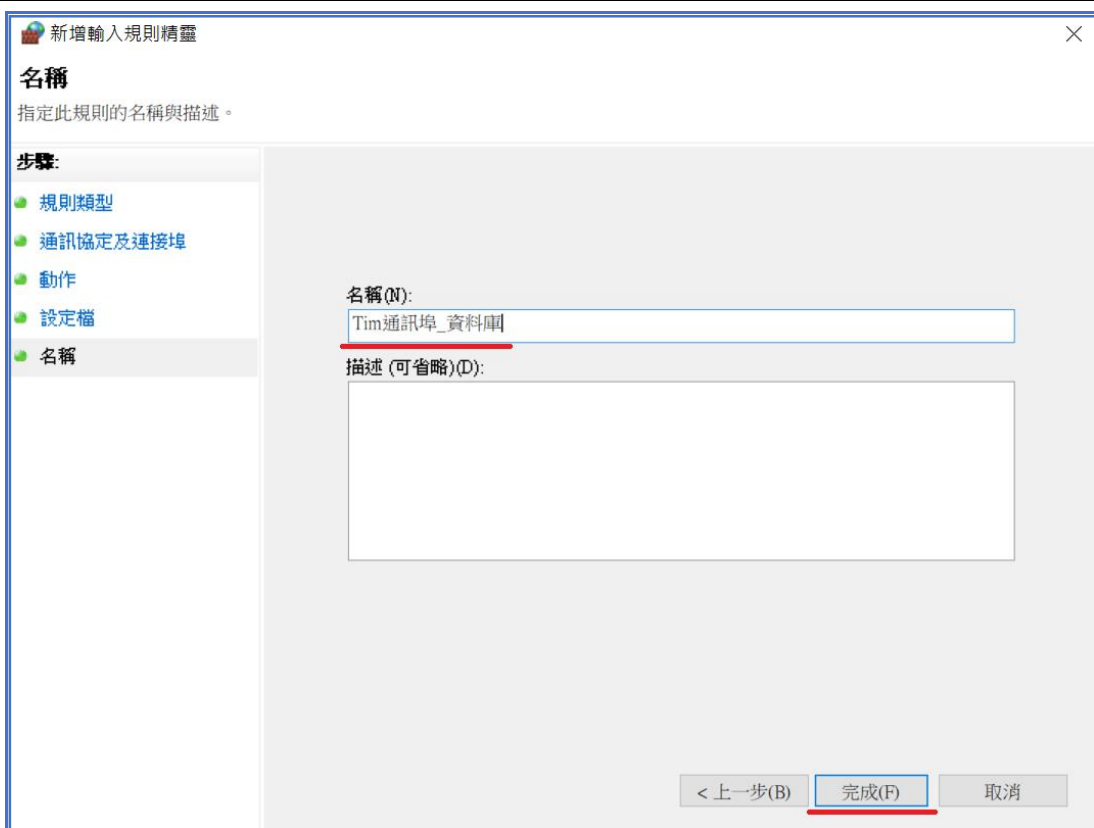 新增輸入規則精靈
名稱
指定此規則的名稱與描述。
步驟:
規則類型
通訊協定及連接埠
動作
設定檔
名稱
名稱(N):
Tim通訊埠_資料庫
描述 (可省略)(D):
< 上一步(B)
完成(F)
取消